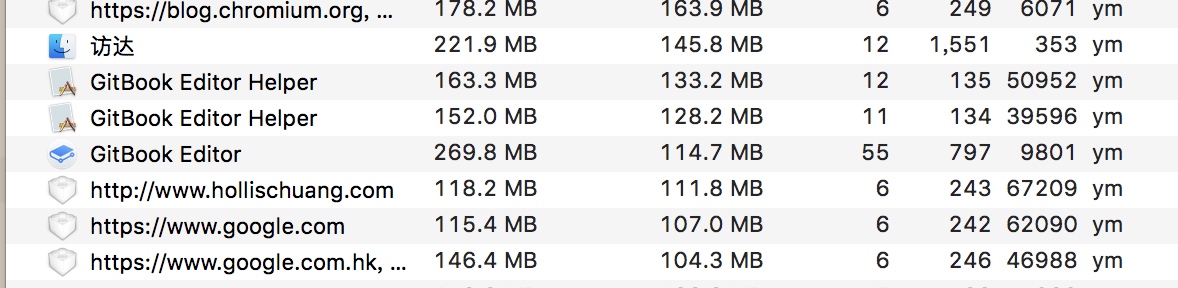 https://blog.chromium.org, ... 178.2 MB 163.9 MB 6 249 6071 ym
访达 221.9 MB 145.8 MB 12 1,551 353 ym
GitBook Editor Helper 163.3 MB 133.2 MB 12 135 50952 ym
GitBook Editor Helper 152.0 MB 128.2 MB 11 134 39596 ym
GitBook Editor 269.8 MB 114.7 MB 55 797 9801 ym
http://www.hollischuang.com 118.2 MB 111.8 MB 6 243 67209 ym
https://www.google.com 115.4 MB 107.0 MB 6 242 62090 ym
https://www.google.com.hk, ... 146.4 MB 104.3 MB 6 246 46988 ym